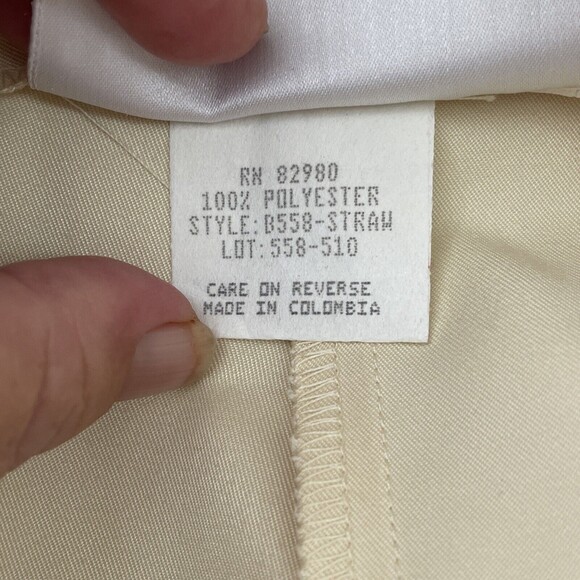 RN 82980
100% POLYESTER
STYLE:B558-STRAW
LOT:558-510
CARE ON REVERSE
MADE IN COLOMBIA